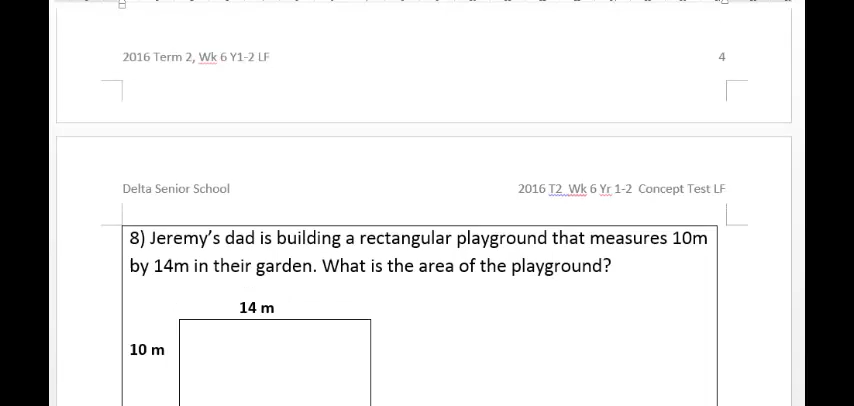 2016 Term 2, Wk 6 Y1-2 LF 4
Delta Senior School 2016 T2 Wk 6 Yr 1-2 Concept Test LF
8) Jeremy's dad is building a rectangular playground that measures 10m
by 14m in their garden. What is the area of the playground?
14 m
10 m